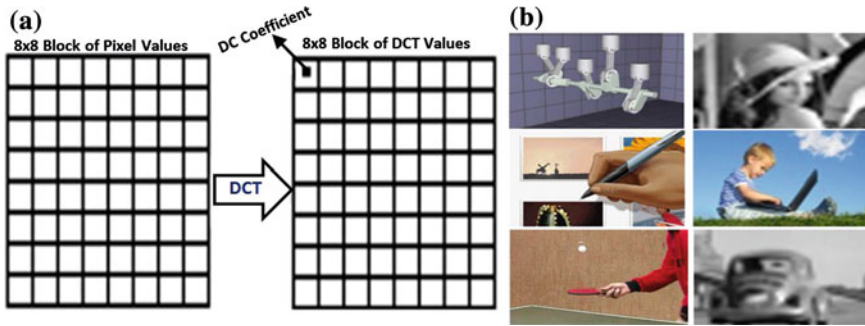 (a)
8x8 Block of Pixel Values
DC Coefficient
8x8 Block of DCT Values
DCT
(b)